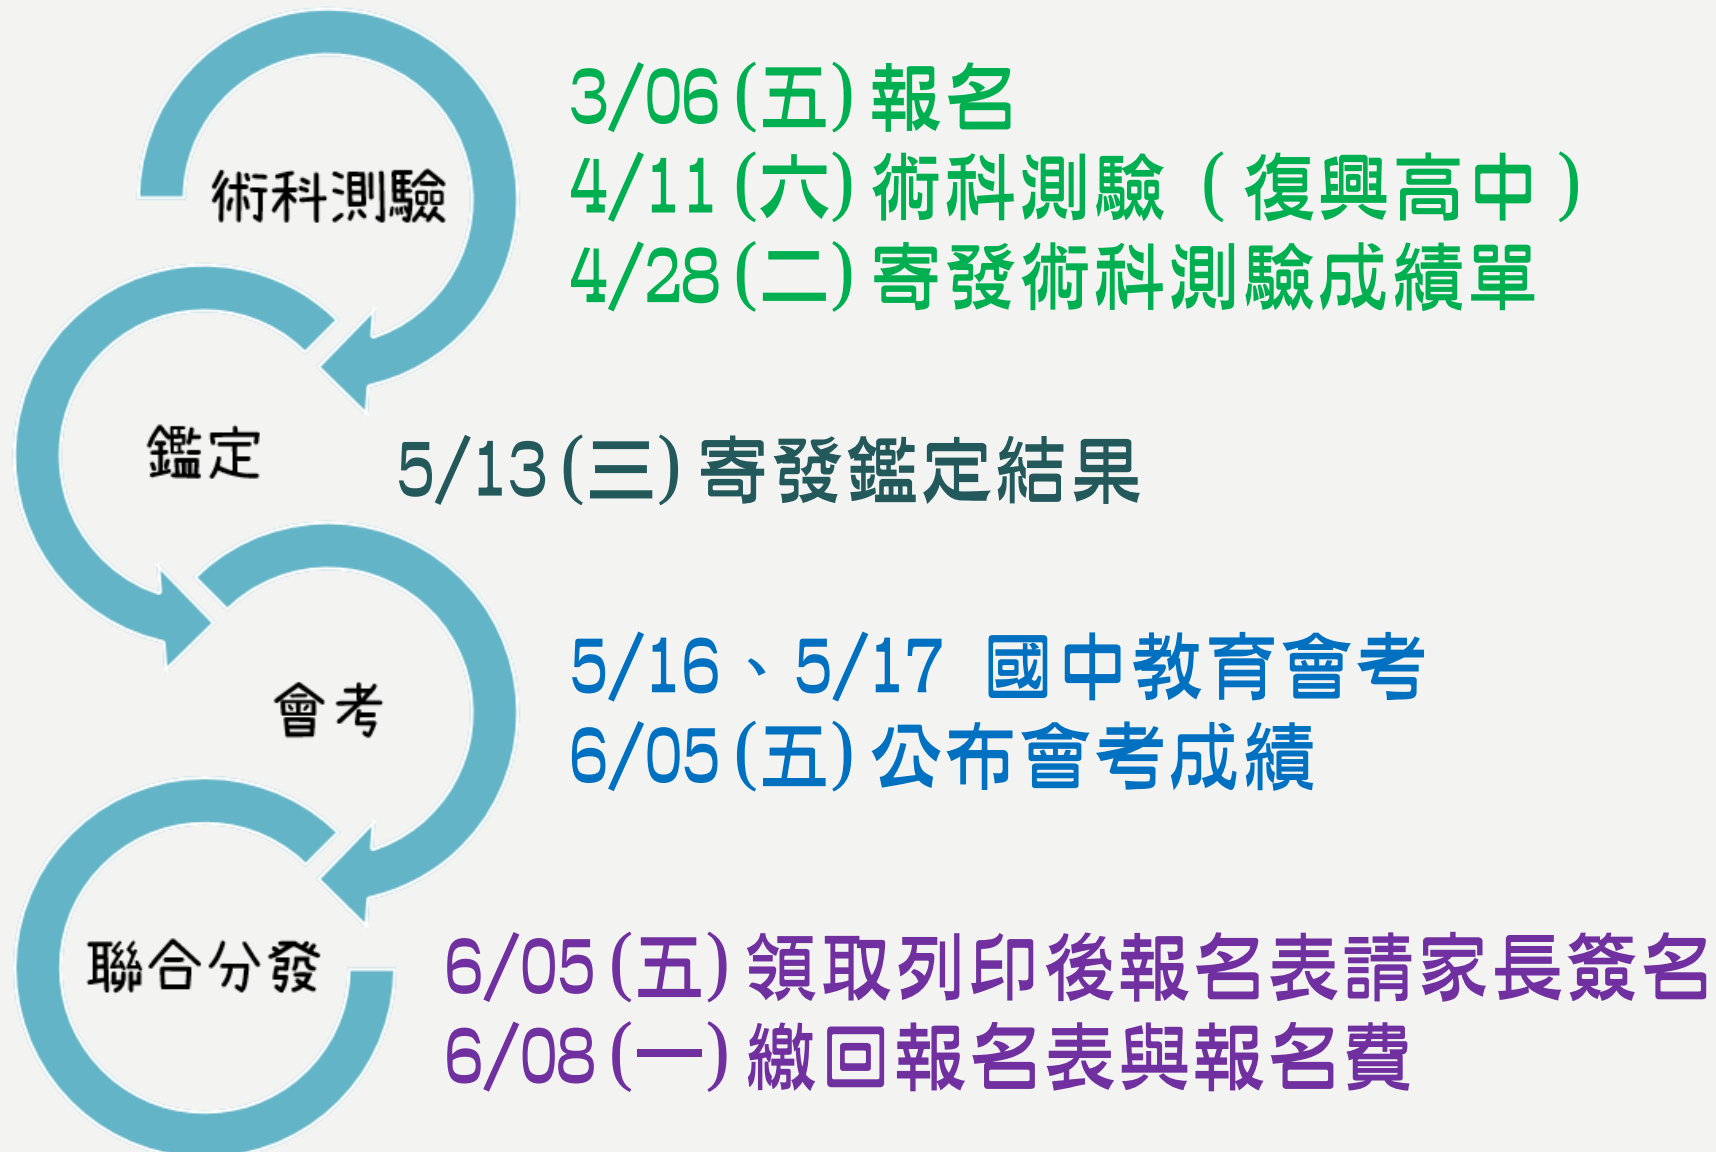 術科測驗
3/06(五)報名
4/11(六)術科測驗(復興高中)
4/28(二)寄發術科測驗成績單
鑑定
5/13(三)寄發鑑定結果
會考
5/16、5/17 國中教育會考
6/05(五)公布會考成績
聯合分發
6/05(五)領取列印後報名表請家長簽名
6/08(一)繳回報名表與報名費